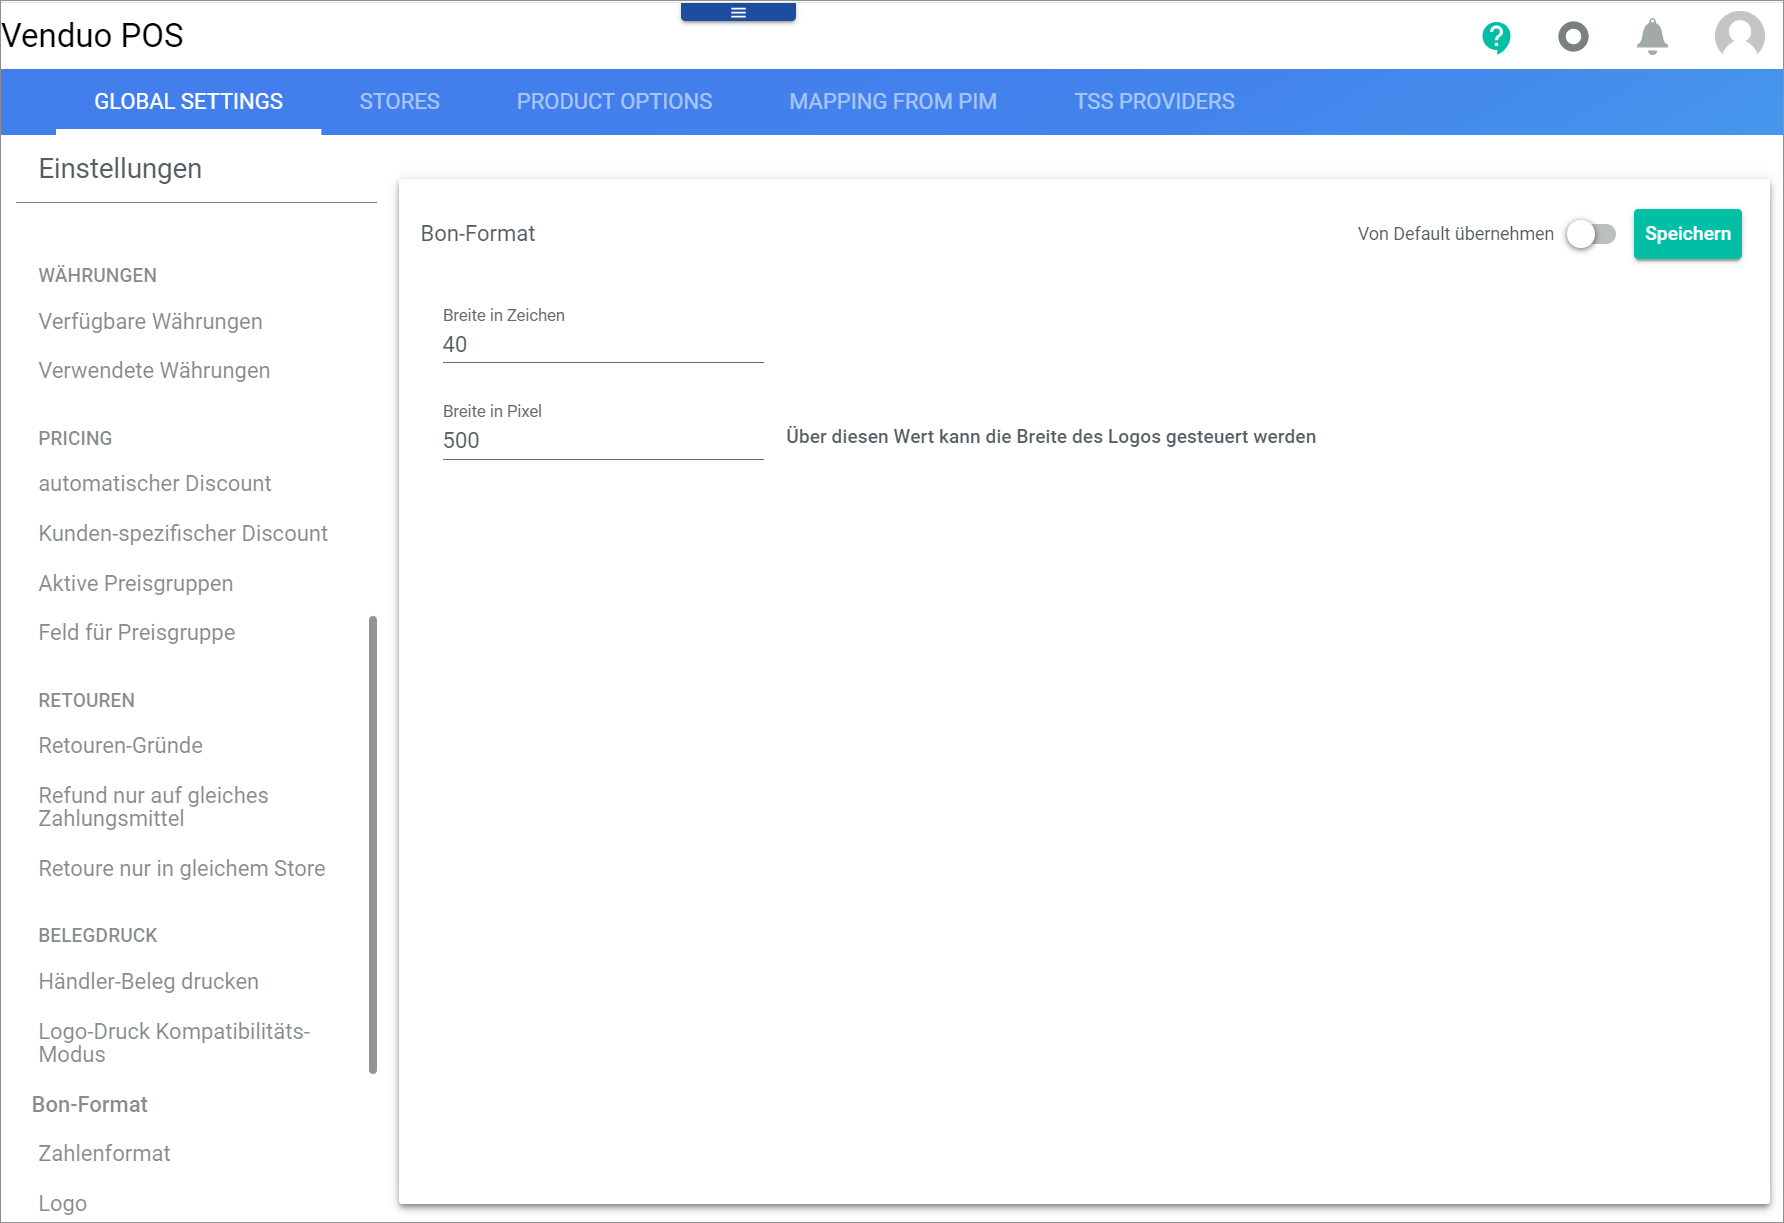 Venduo POS
GLOBAL SETTINGS
STORES
PRODUCT OPTIONS
MAPPING FROM PIM
TSS PROVIDERS
Einstellungen
WÄHRUNGEN
Verfügbare Währungen
Verwendete Währungen
PRICING
automatischer Discount
Kunden-spezifischer Discount
Aktive Preisgruppen
Feld für Preisgruppe
RETOUREN
Retouren-Gründe
Refund nur auf gleiches
Zahlungsmittel
Retoure nur in gleichem Store
BELEGDRUCK
Händler-Beleg drucken
Logo-Druck Kompatibilitäts-
Modus
Bon-Format
Zahlenformat
Logo
Bon-Format
Von Default übernehmen
Speichern
Breite in Zeichen
40
Breite in Pixel
500
Über diesen Wert kann die Breite des Logos gesteuert werden